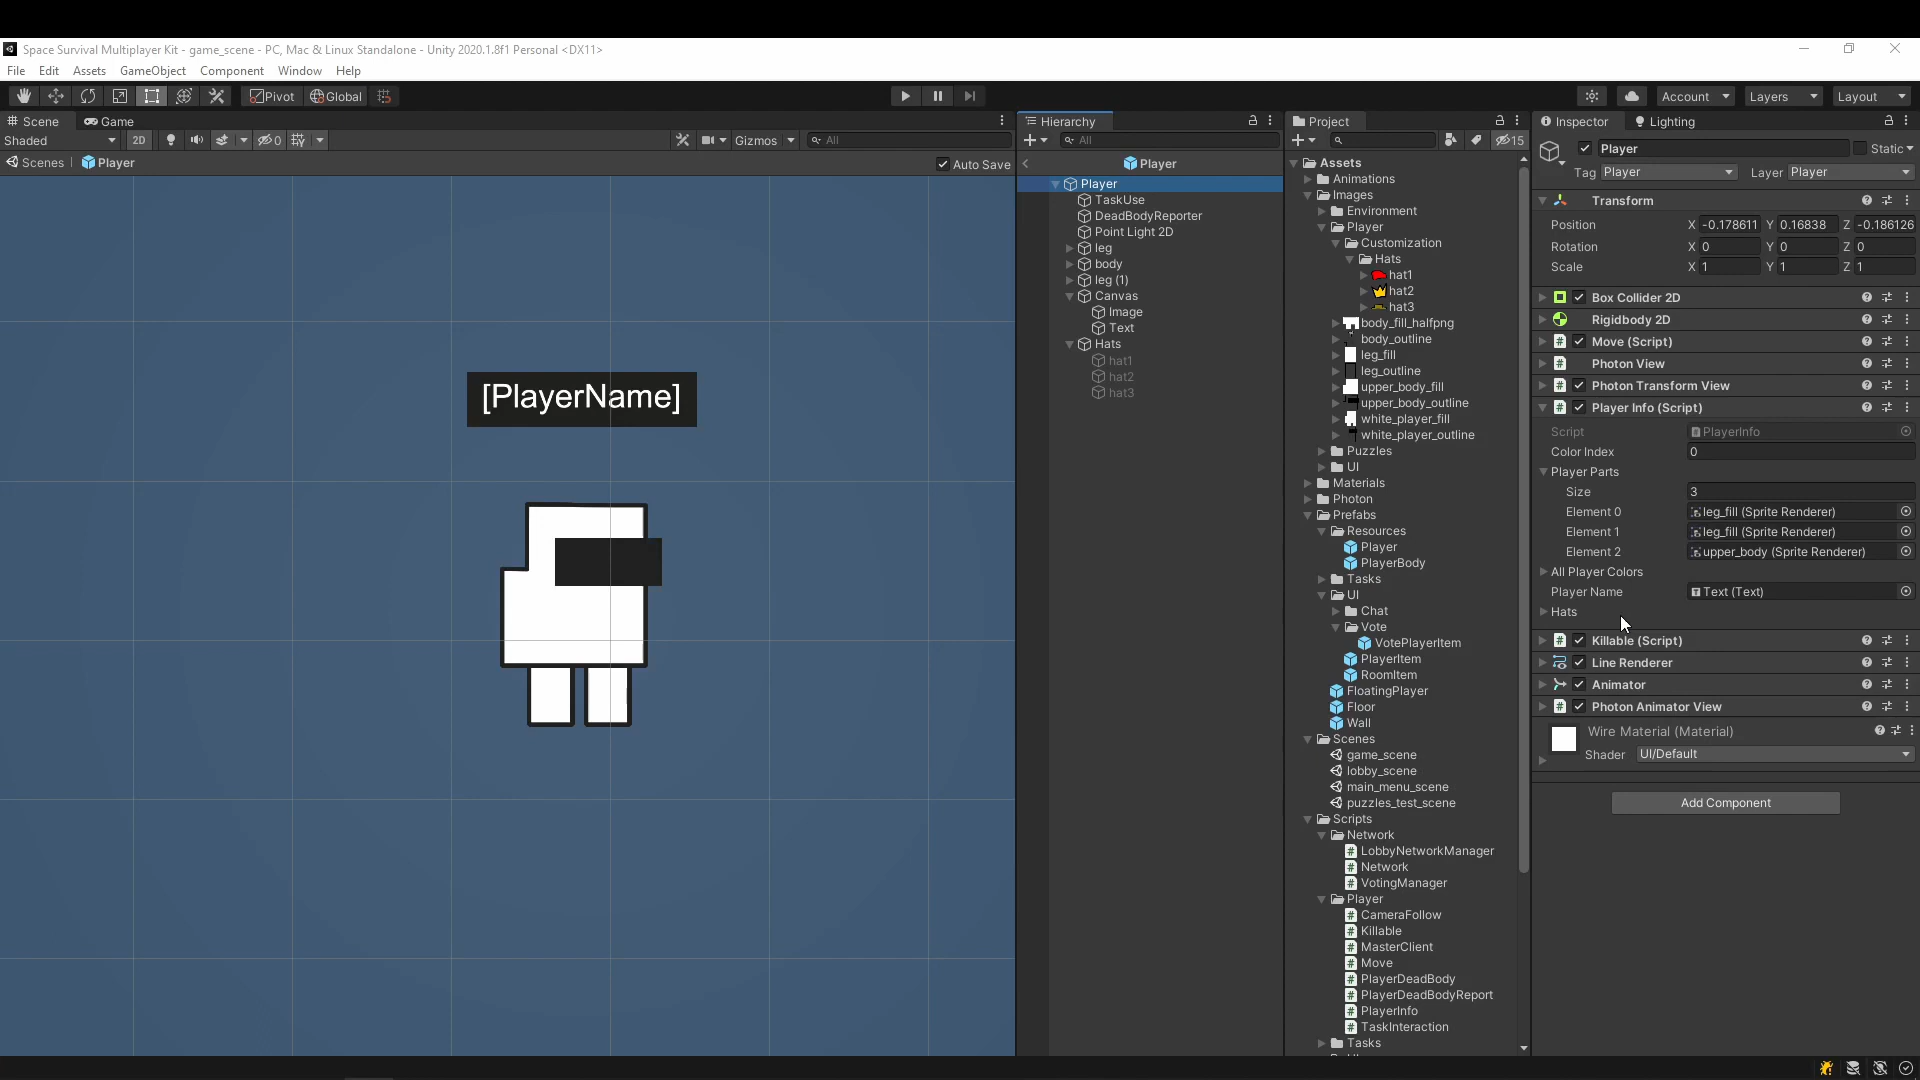 Space Survival Multiplayer Kit - game_scene - PC, Mac & Linux Standalone - Unity 2020.1.8f1 Personal <DX11>
File Edit Assets GameObject Component Window Help
Pivot Global Account Layers Layout
Scene Game
Shaded 2D 0 Gizmos All
Scenes Player Auto Save
[PlayerName]
Hierarchy
All
Player
Player
TaskUse
DeadBodyReporter
Point Light 2D
leg
body
leg (1)
Canvas
Image
Text
Hats
hat1
hat2
hat3
Project
15
Assets
Animations
Images
Environment
Player
Customization
Hats
hat1
hat2
hat3
body_fill_halfpng
body_outline
leg_fill
leg_outline
upper_body_fill
upper_body_outline
white_player_fill
white_player_outline
Puzzles
UI
Materials
Photon
Prefabs
Resources
Player
PlayerBody
Tasks
UI
Chat
Vote
VotePlayerItem
PlayerItem
RoomItem
FloatingPlayer
Floor
Wall
Scenes
game_scene
lobby_scene
main_menu_scene
puzzles_test_scene
Scripts
Network
LobbyNetworkManager
Network
VotingManager
Player
CameraFollow
Killable
MasterClient
Move
PlayerDeadBody
PlayerDeadBodyReport
PlayerInfo
TaskInteraction
Tasks
Inspector Lighting
Player Static
Tag Player Layer Player
Transform
Position X -0.178611 Y 0.16838 Z -0.186126
Rotation X 0 Y 0 Z 0
Scale X 1 Y 1 Z 1
Box Collider 2D
Rigidbody 2D
Move (Script)
Photon View
Photon Transform View
Player Info (Script)
Script PlayerInfo
Color Index 0
Player Parts
Size 3
Element 0 leg_fill (Sprite Renderer)
Element 1 leg_fill (Sprite Renderer)
Element 2 upper_body (Sprite Renderer)
All Player Colors
Player Name Text (Text)
Hats
Killable (Script)
Line Renderer
Animator
Photon Animator View
Wire Material (Material)
Shader UI/Default
Add Component